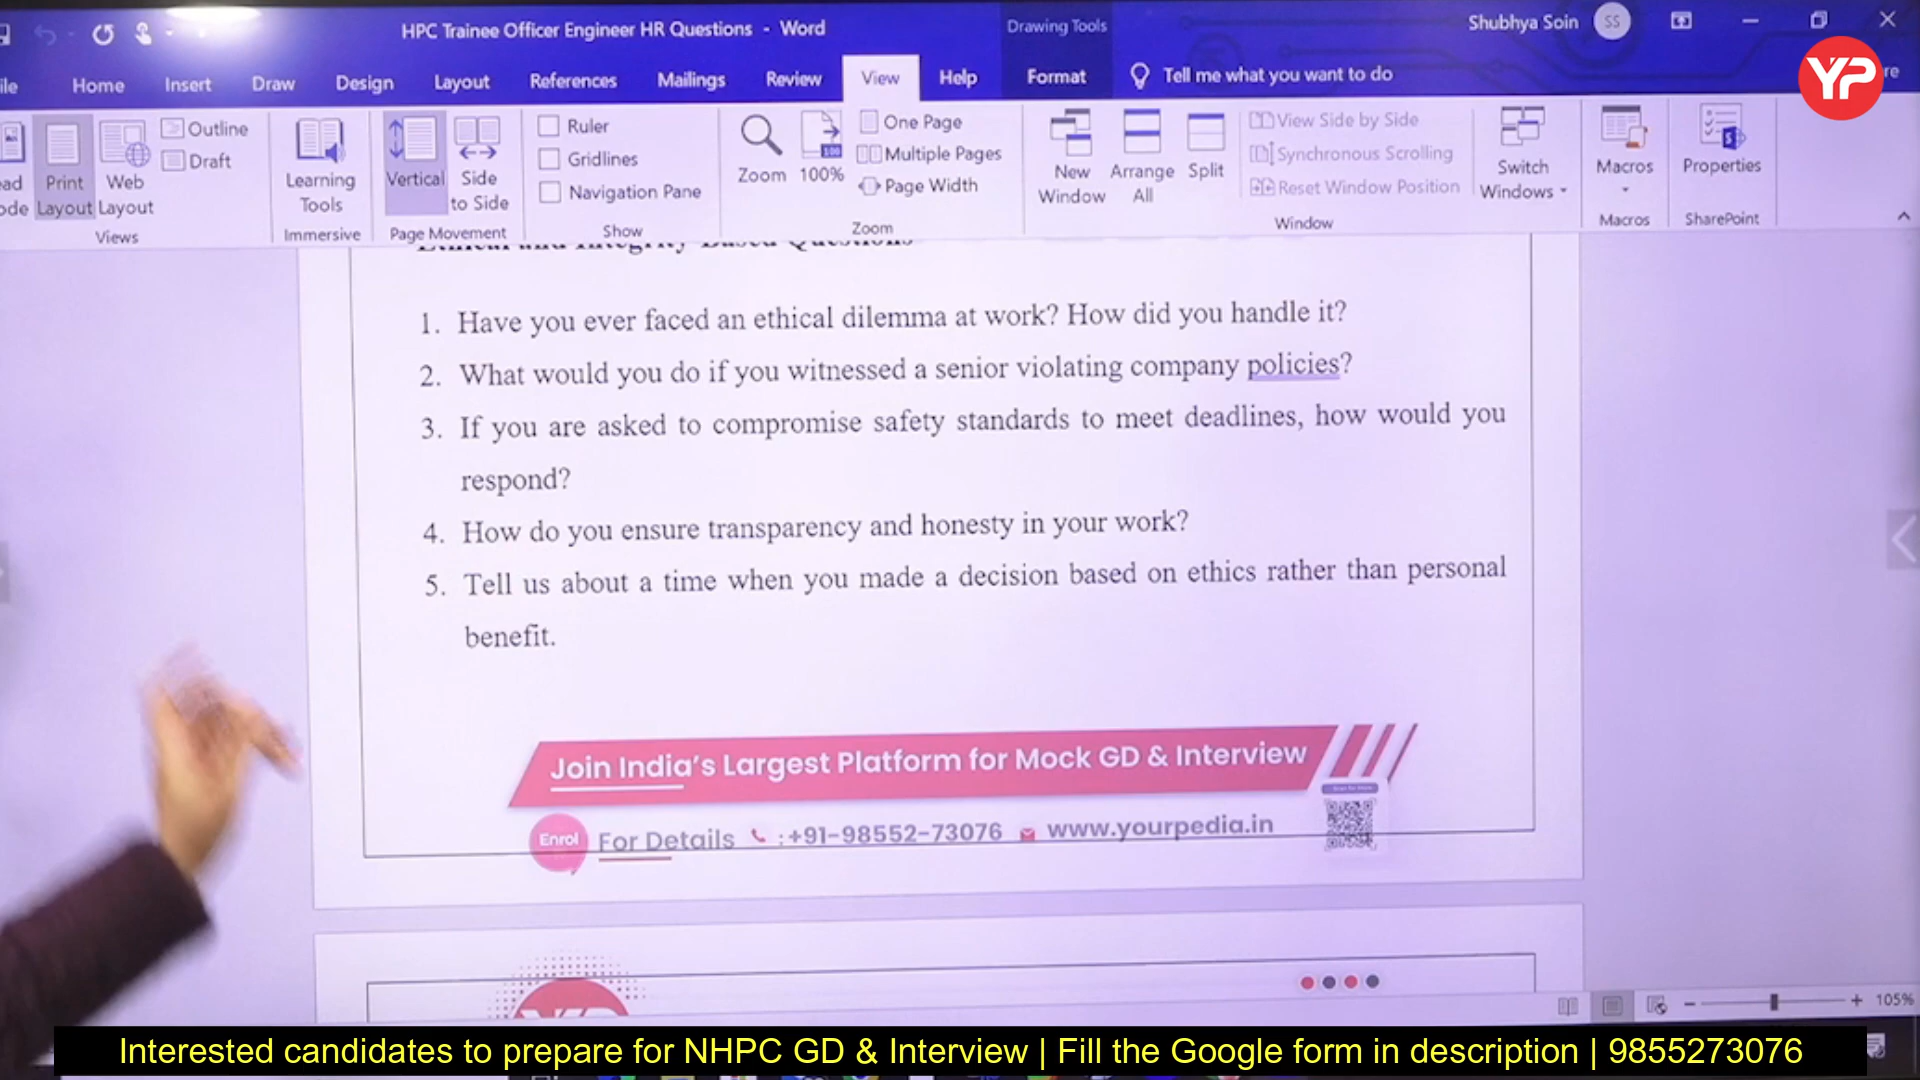 HPC Trainee Officer Engineer HR Questions - Word
Drawing Tools
Shubhya Soin
SS
YP
Home Insert Draw Design Layout References Mailings Review View Help Format Tell me what you want to do
Print Layout
Web Layout
Outline
Draft
Views
Learning Tools
Immersive
Vertical
Side to Side
Page Movement
Ruler
Gridlines
Navigation Pane
Show
Zoom
100%
One Page
Multiple Pages
Page Width
Zoom
New Window
Arrange All
Split
View Side by Side
Synchronous Scrolling
Reset Window Position
Window
Switch Windows
Macros
Macros
Properties
SharePoint
1. Have you ever faced an ethical dilemma at work? How did you handle it?
2. What would you do if you witnessed a senior violating company policies?
3. If you are asked to compromise safety standards to meet deadlines, how would you
respond?
4. How do you ensure transparency and honesty in your work?
5. Tell us about a time when you made a decision based on ethics rather than personal
benefit.
Join India's Largest Platform for Mock GD & Interview
Enrol For Details : +91-98552-73076 www.yourpedia.in
105%
Interested candidates to prepare for NHPC GD & Interview | Fill the Google form in description | 9855273076